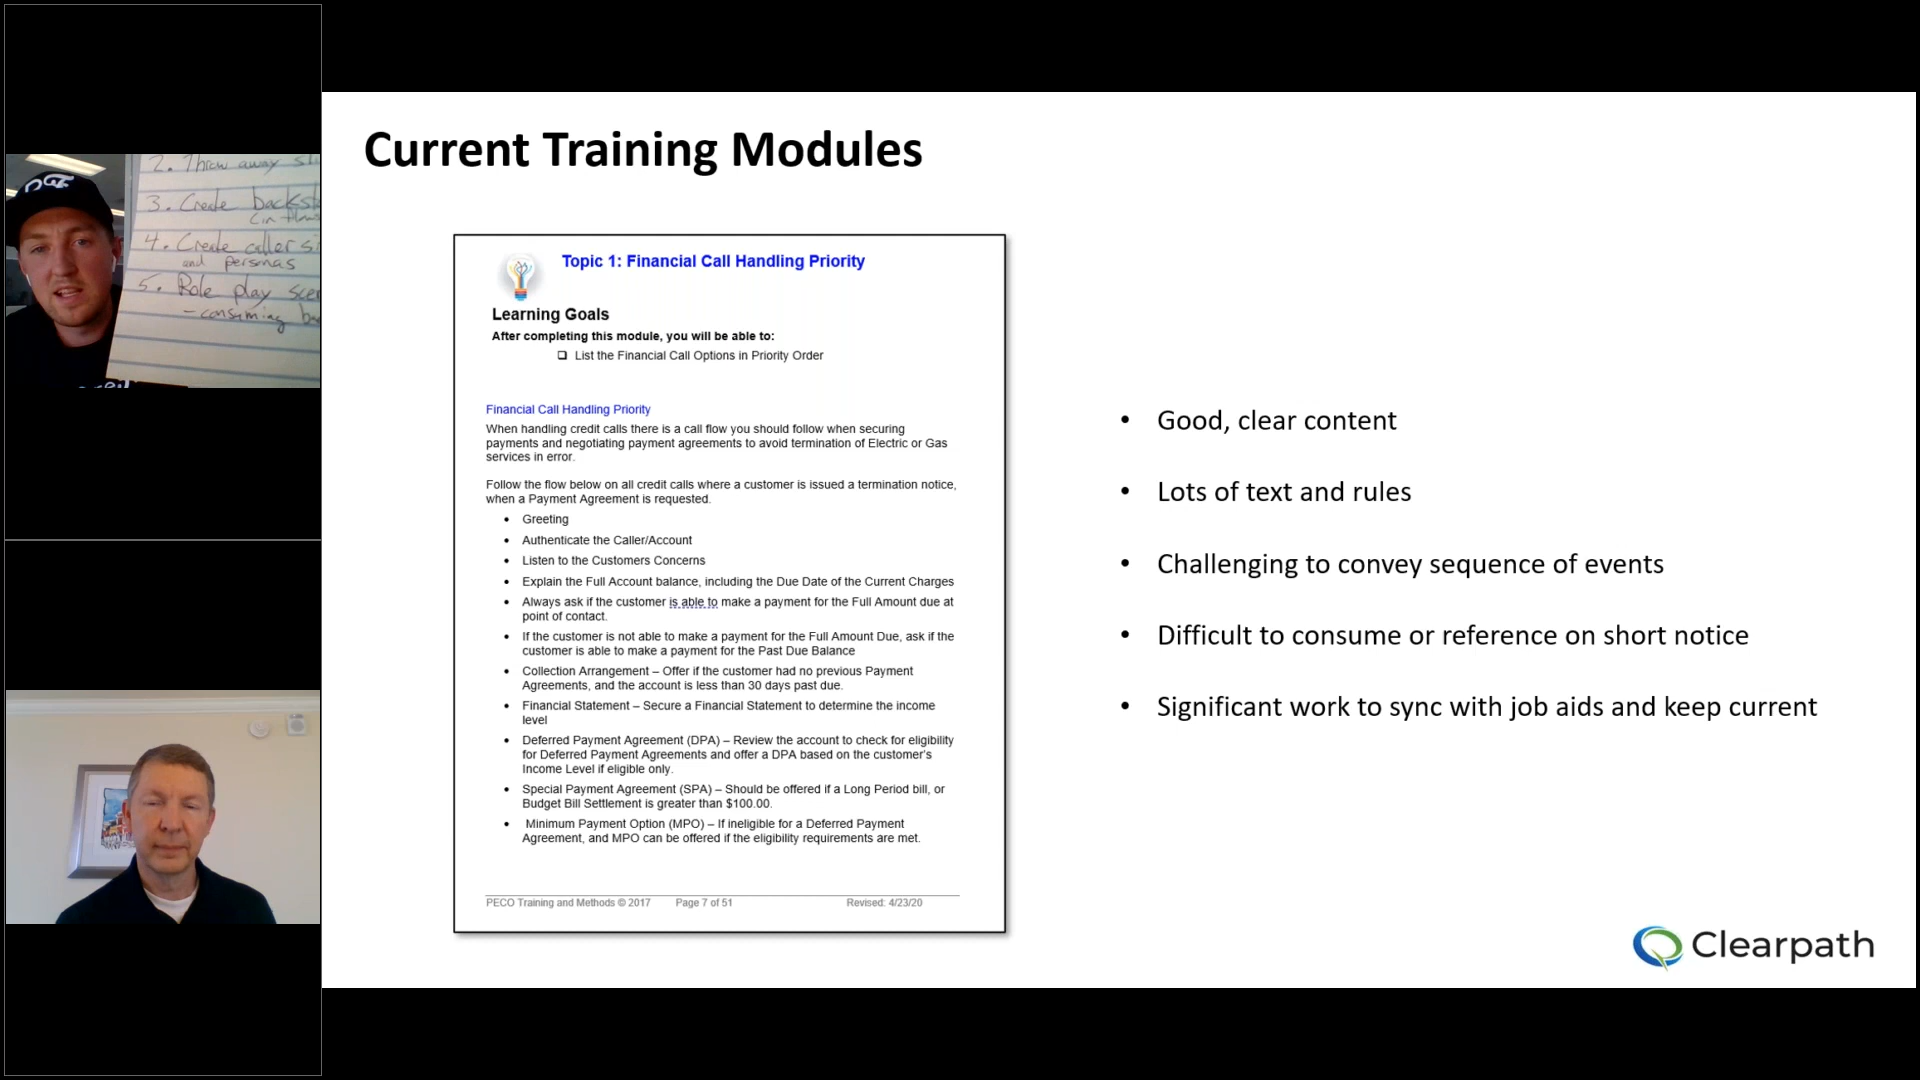 2. Throw away
3. Create
4. Create caller
and personas
5. Role play
- consuming
Current Training Modules
Topic 1: Financial Call Handling Priority
Learning Goals
After completing this module, you will be able to:
❑ List the Financial Call Options in Priority Order
Financial Call Handling Priority
When handling credit calls there is a call flow you should follow when securing
payments and negotiating payment agreements to avoid termination of Electric or Gas
services in error.
Follow the flow below on all credit calls where a customer is issued a termination notice,
when a Payment Agreement is requested.
• Greeting
• Authenticate the Caller/Account
• Listen to the Customers Concerns
• Explain the Full Account balance, including the Due Date of the Current Charges
• Always ask if the customer is able to make a payment for the Full Amount due at
point of contact.
• If the customer is not able to make a payment for the Full Amount Due, ask if the
customer is able to make a payment for the Past Due Balance
• Collection Arrangement – Offer if the customer had no previous Payment
Agreements, and the account is less than 30 days past due.
• Financial Statement – Secure a Financial Statement to determine the income
level
• Deferred Payment Agreement (DPA) – Review the account to check for eligibility
for Deferred Payment Agreements and offer a DPA based on the customer's
Income Level if eligible only.
• Special Payment Agreement (SPA) – Should be offered if a Long Period bill, or
Budget Bill Settlement is greater than $100.00.
• Minimum Payment Option (MPO) – If ineligible for a Deferred Payment
Agreement, and MPO can be offered if the eligibility requirements are met.
PECO Training and Methods © 2017 Page 7 of 51 Revised: 4/23/20
• Good, clear content
• Lots of text and rules
• Challenging to convey sequence of events
• Difficult to consume or reference on short notice
• Significant work to sync with job aids and keep current
Clearpath